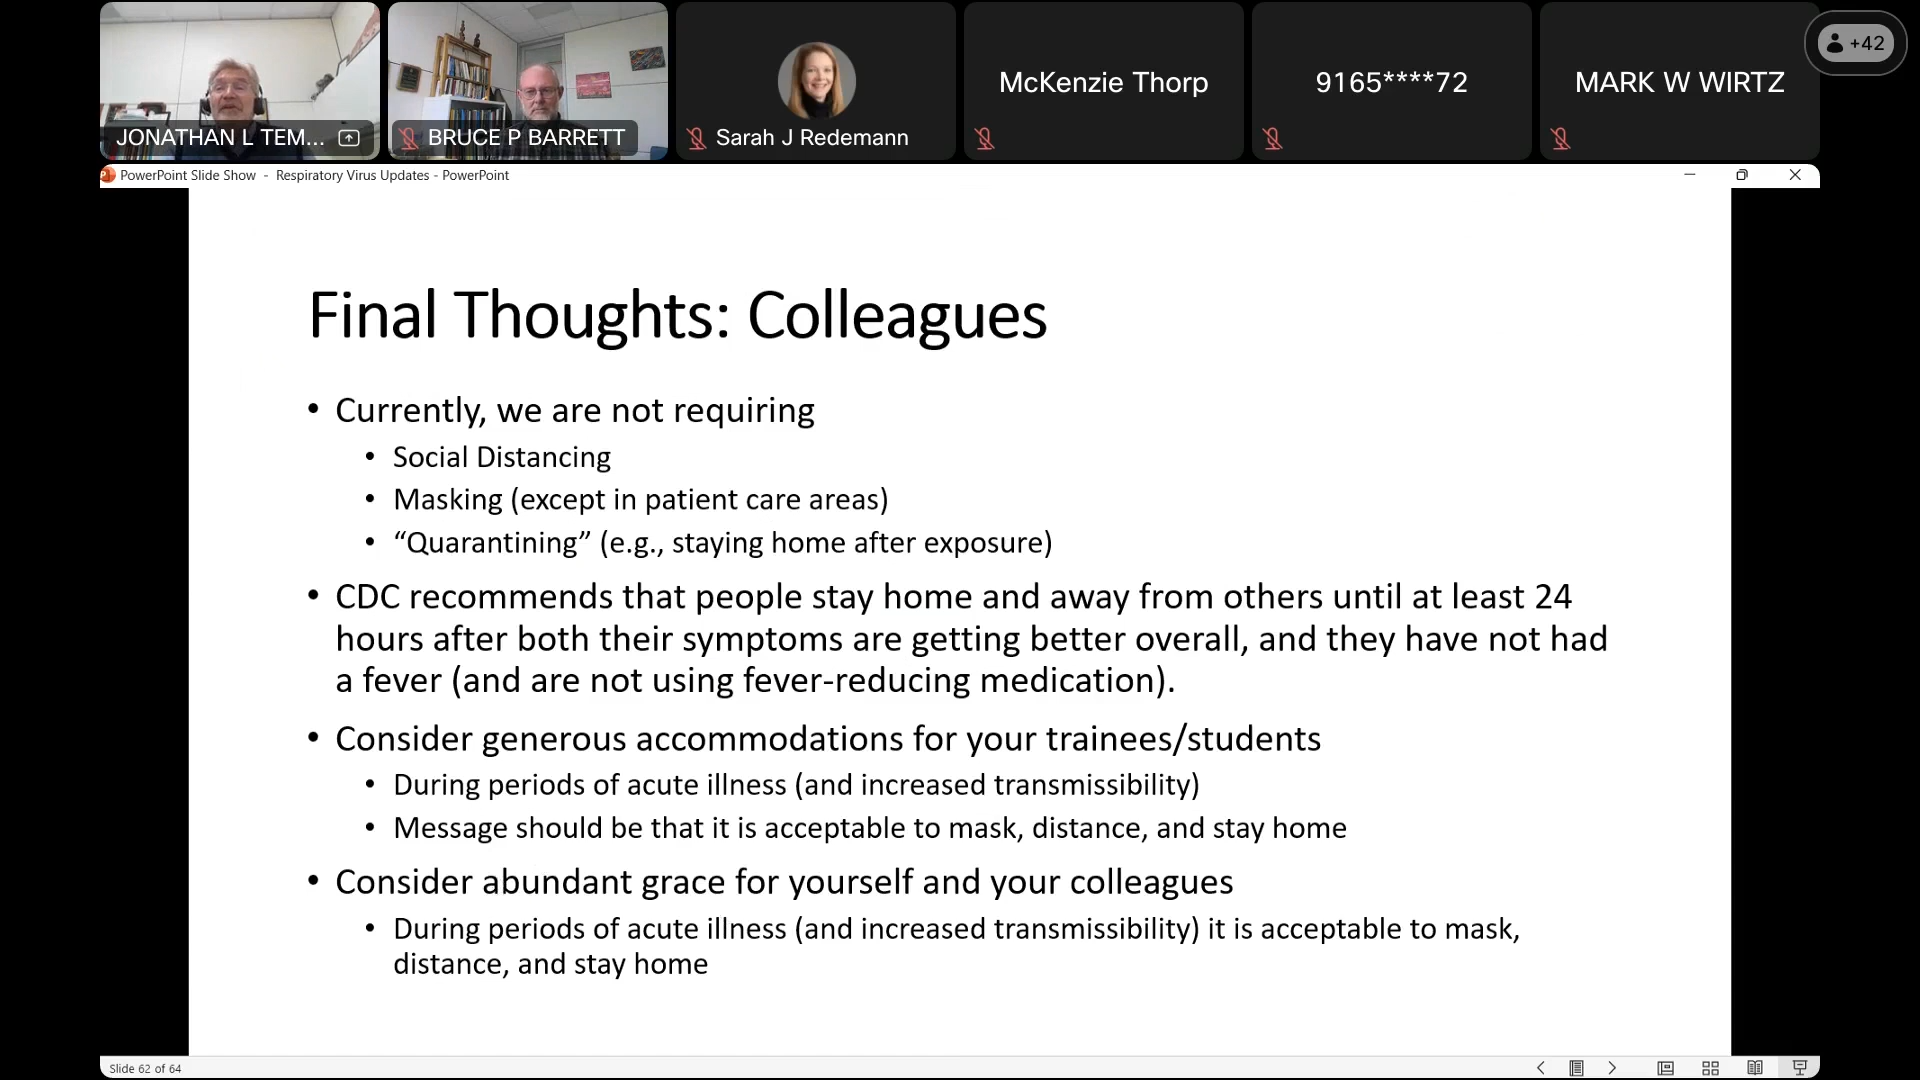 JONATHAN L TEM...
BRUCE P BARRETT
Sarah J Redemann
McKenzie Thorp
9165****72
MARK W WIRTZ
+42
PowerPoint Slide Show - Respiratory Virus Updates - PowerPoint
Final Thoughts: Colleagues
• Currently, we are not requiring
• Social Distancing
• Masking (except in patient care areas)
• “Quarantining” (e.g., staying home after exposure)
• CDC recommends that people stay home and away from others until at least 24
hours after both their symptoms are getting better overall, and they have not had
a fever (and are not using fever-reducing medication).
• Consider generous accommodations for your trainees/students
• During periods of acute illness (and increased transmissibility)
• Message should be that it is acceptable to mask, distance, and stay home
• Consider abundant grace for yourself and your colleagues
• During periods of acute illness (and increased transmissibility) it is acceptable to mask,
distance, and stay home
Slide 62 of 64